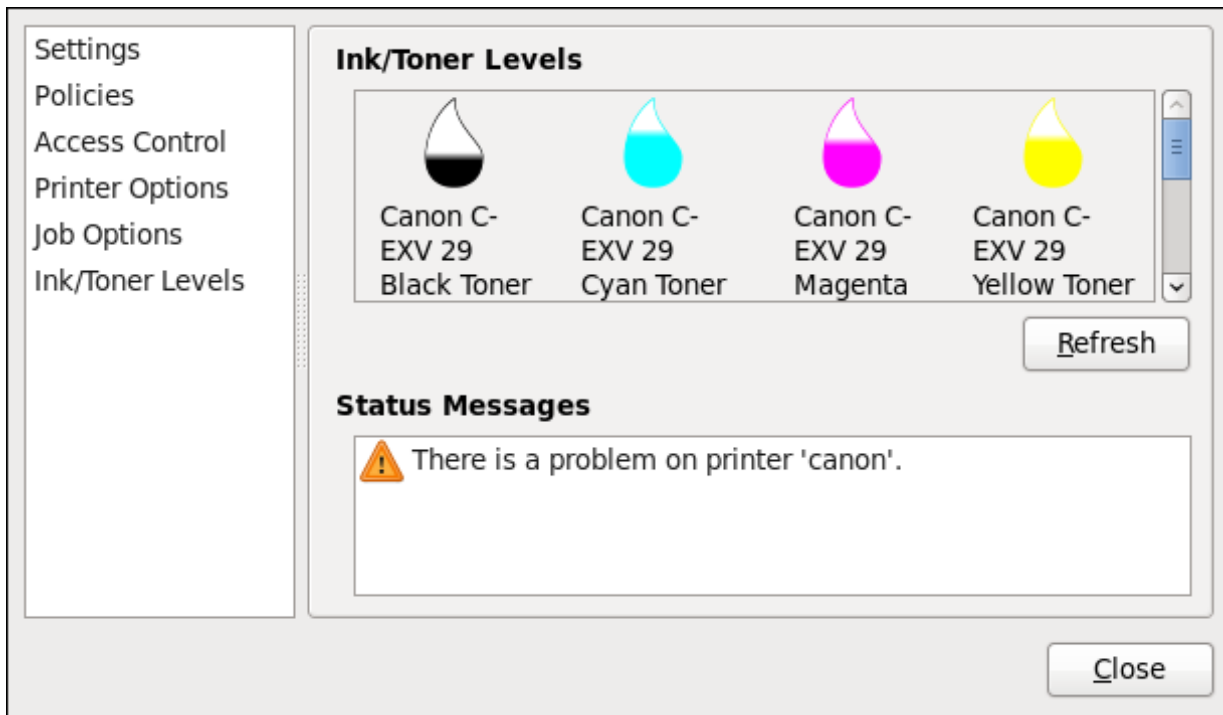 Settings
Policies
Access Control
Printer Options
Job Options
Ink/Toner Levels
Ink/Toner Levels
Canon C-
EXV 29
Black Toner
Canon C-
EXV 29
Cyan Toner
Canon C-
EXV 29
Magenta
Canon C-
EXV 29
Yellow Toner
Refresh
Status Messages
There is a problem on printer 'canon'.
Close